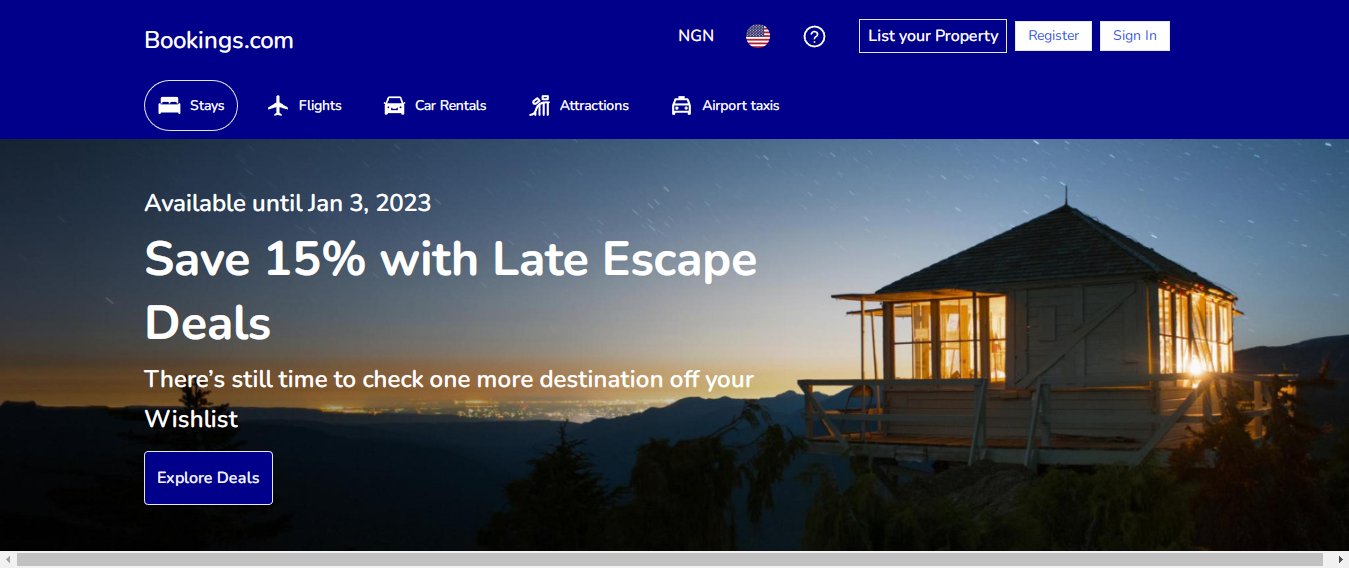 Bookings.com
NGN
List your Property
Register
Sign In
Stays
Flights
Car Rentals
Attractions
Airport taxis
Available until Jan 3, 2023
Save 15% with Late Escape
Deals
There's still time to check one more destination off your
Wishlist
Explore Deals